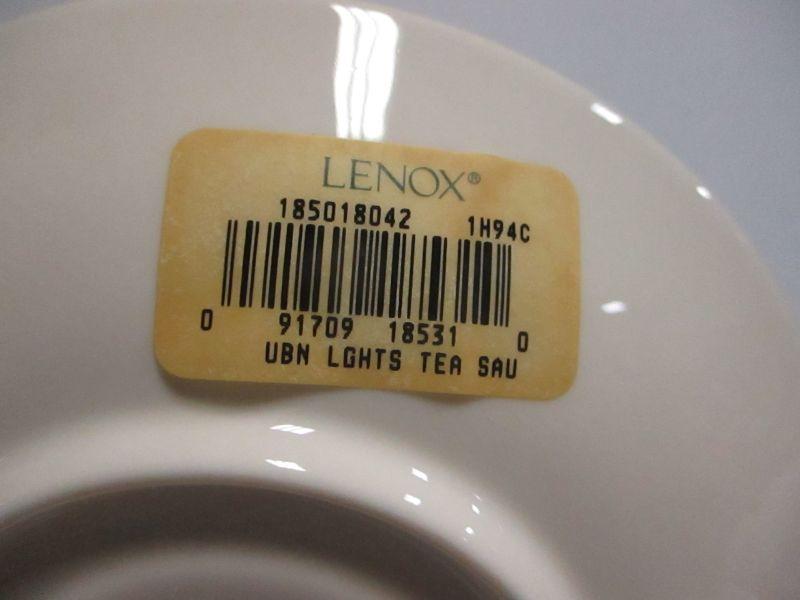 LENOX®
185018042 1H94C
0 91709 18531 0
UBN LGHTS TEA SAU